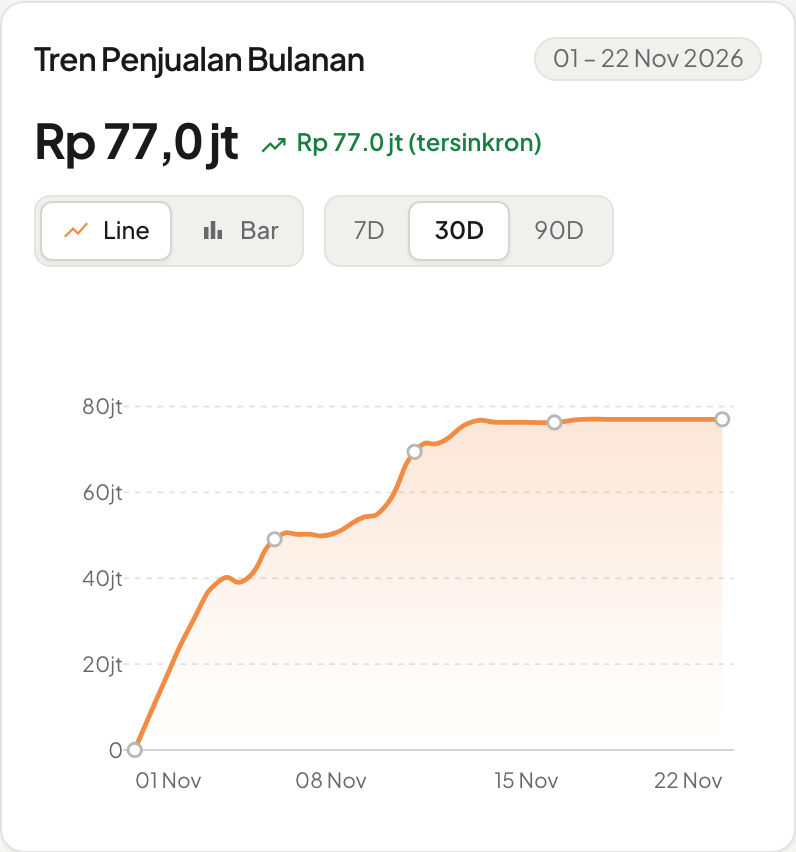 Tren Penjualan Bulanan
01 – 22 Nov 2026
Rp 77,0 jt
Rp 77.0 jt (tersinkron)
Line
Bar
7D
30D
90D
80jt
60jt
40jt
20jt
0
01 Nov
08 Nov
15 Nov
22 Nov